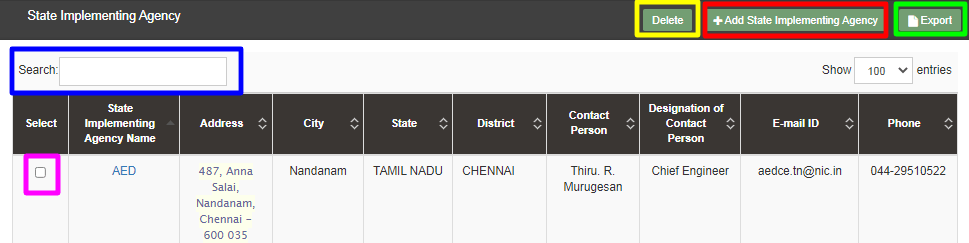 State Implementing Agency
Delete
+ Add State Implementing Agency
Export
Search:
Show 100 entries
Select
State Implementing Agency Name
Address
City
State
District
Contact Person
Designation of Contact Person
E-mail ID
Phone
AED
487, Anna
Salai,
Nandanam,
Chennai –
600 035
Nandanam
TAMIL NADU
CHENNAI
Thiru. R.
Murugesan
Chief Engineer
aedce.tn@nic.in
044-29510522